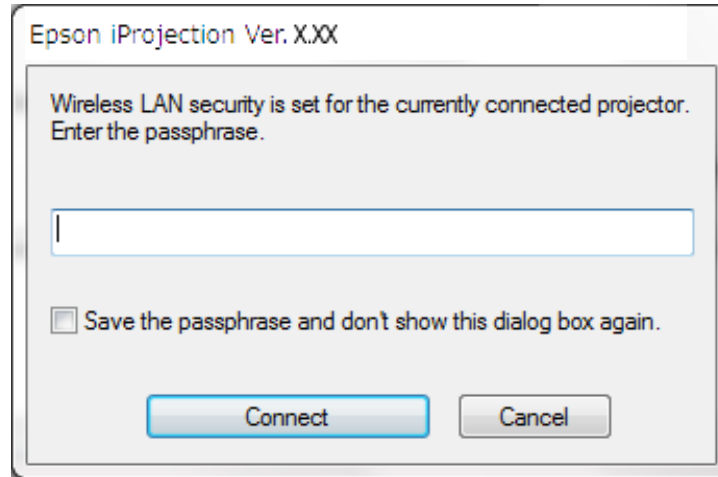 Epson iProjection Ver. X.XX
Wireless LAN security is set for the currently connected projector.
Enter the passphrase.
Save the passphrase and don't show this dialog box again.
Connect
Cancel